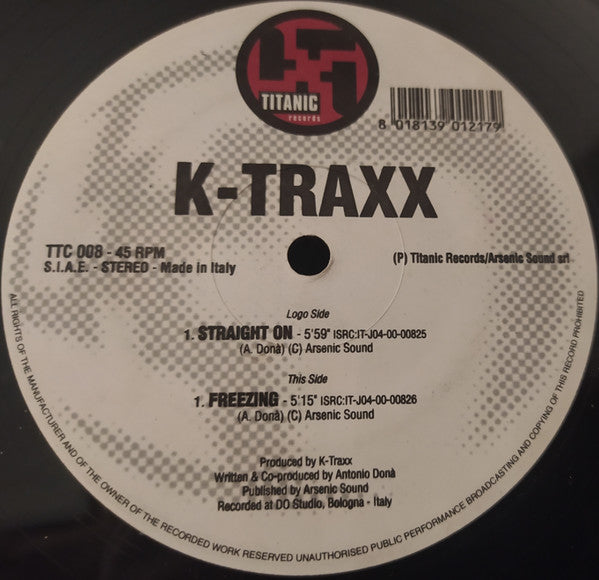 TITANIC
records
8 018139 012179
K-TRAXX
TTC 008 - 45 RPM
S.I.A.E. - STEREO - Made in Italy
(P) Titanic Records/Arsenic Sound srl
Logo Side
1. STRAIGHT ON - 5'59" ISRC:IT-J04-00-00825
(A. Donà) (C) Arsenic Sound
This Side
1. FREEZING - 5'15" ISRC:IT-J04-00-00826
(A. Donà) (C) Arsenic Sound
Produced by K-Traxx
Written & Co-produced by Antonio Donà
Published by Arsenic Sound
Recorded at DO Studio, Bologna - Italy
ALL RIGHTS OF THE MANUFACTURER AND OF THE OWNER OF THE RECORDED WORK RESERVED UNAUTHORISED PUBLIC PERFORMANCE BROADCASTING AND COPYING OF THIS RECORD PROHIBITED